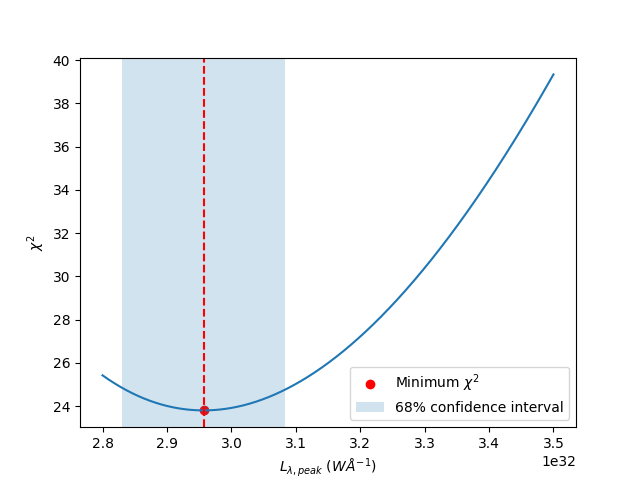 40
38
36
34
32
30
28
26
24
χ²
2.8 2.9 3.0 3.1 3.2 3.3 3.4 3.5
1e32
L_{λ, peak} (WÅ⁻¹)
Minimum χ²
68% confidence interval